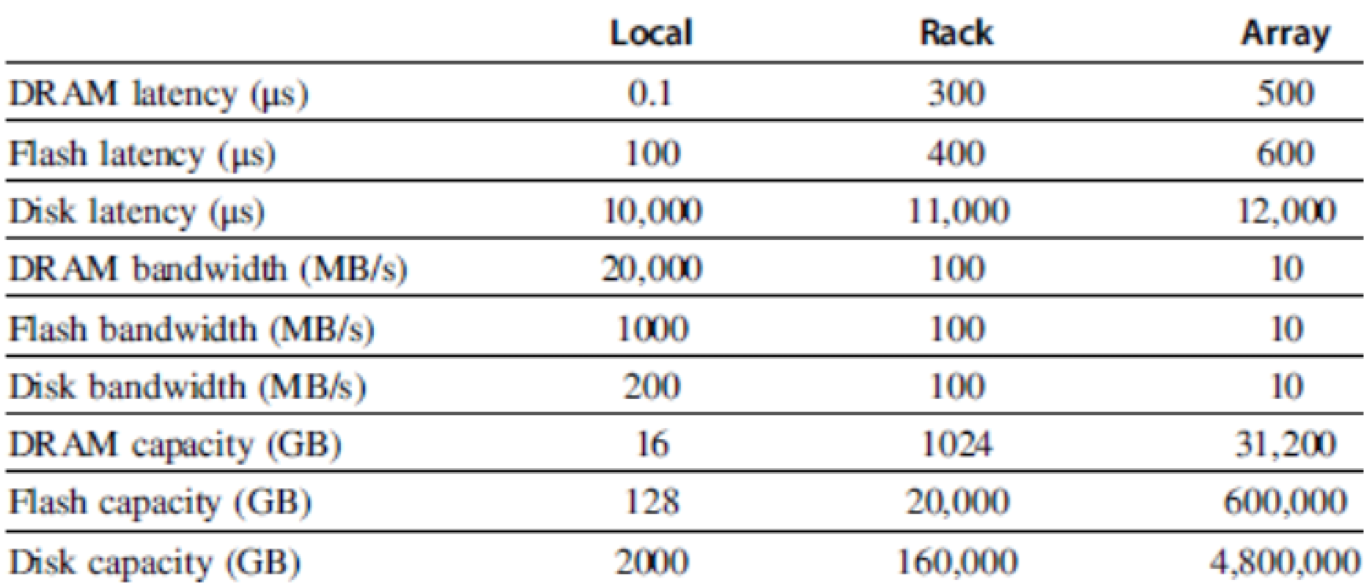 Local Rack Array
DRAM latency (μs) 0.1 300 500
Flash latency (μs) 100 400 600
Disk latency (μs) 10,000 11,000 12,000
DRAM bandwidth (MB/s) 20,000 100 10
Flash bandwidth (MB/s) 1000 100 10
Disk bandwidth (MB/s) 200 100 10
DRAM capacity (GB) 16 1024 31,200
Flash capacity (GB) 128 20,000 600,000
Disk capacity (GB) 2000 160,000 4,800,000